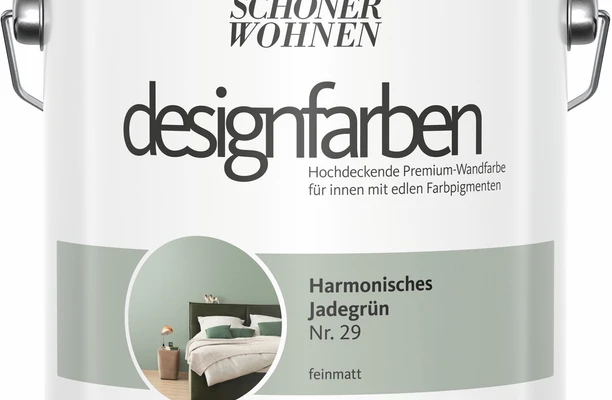 SCHÖNER
WOHNEN
designfarben
Hochdeckende Premium-Wandfarbe
für innen mit edlen Farbpigmenten
Harmonisches
Jadegrün
Nr. 29
feinmatt